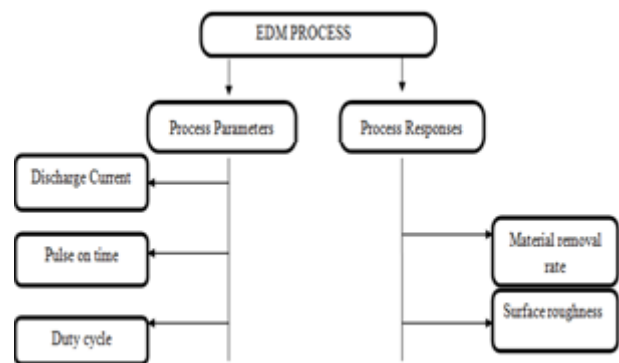 EDM PROCESS
Process Parameters
Process Responses
Discharge Current
Pulse on time
Duty cycle
Material removal
rate
Surface roughness